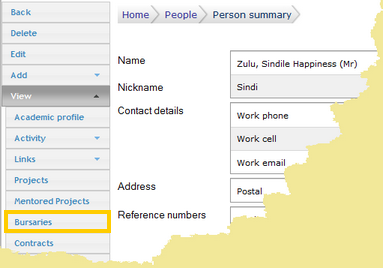 Back
Delete
Edit
Add
View
Academic profile
Activity
Links
Projects
Mentored Projects
Bursaries
Contracts
Home People Person summary
Name Zulu, Sindile Happiness (Mr)
Nickname Sindi
Contact details Work phone
Work cell
Work email
Address Postal
Reference numbers